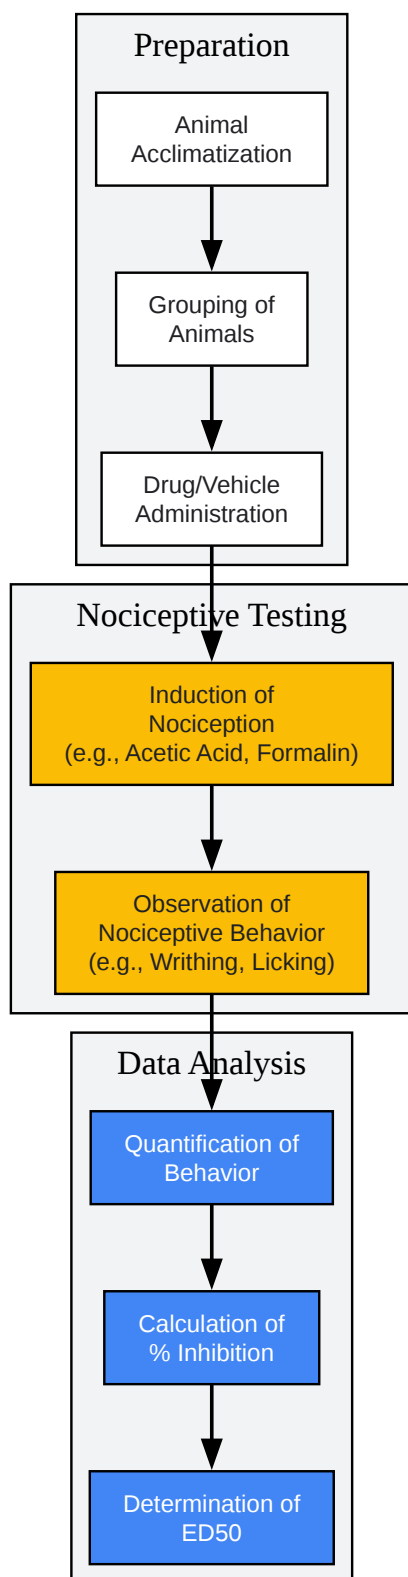 Preparation
Animal
Acclimatization
Grouping of
Animals
Drug/Vehicle
Administration
Nociceptive Testing
Induction of
Nociception
(e.g., Acetic Acid, Formalin)
Observation of
Nociceptive Behavior
(e.g., Writhing, Licking)
Data Analysis
Quantification of
Behavior
Calculation of
% Inhibition
Determination of
ED50